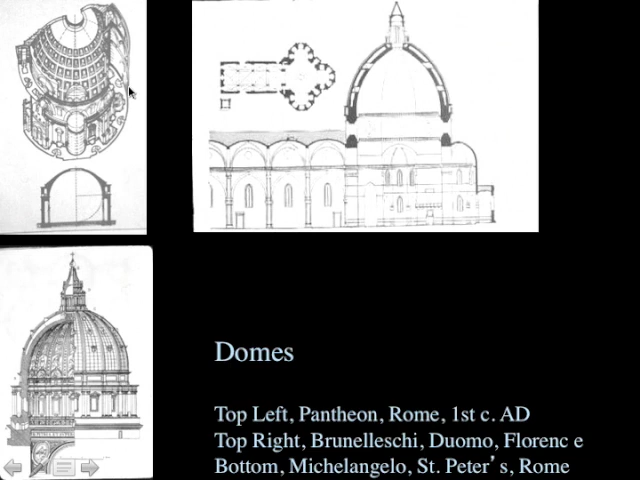 Domes
Top Left, Pantheon, Rome, 1st c. AD
Top Right, Brunelleschi, Duomo, Florenc e
Bottom, Michelangelo, St. Peter’s, Rome